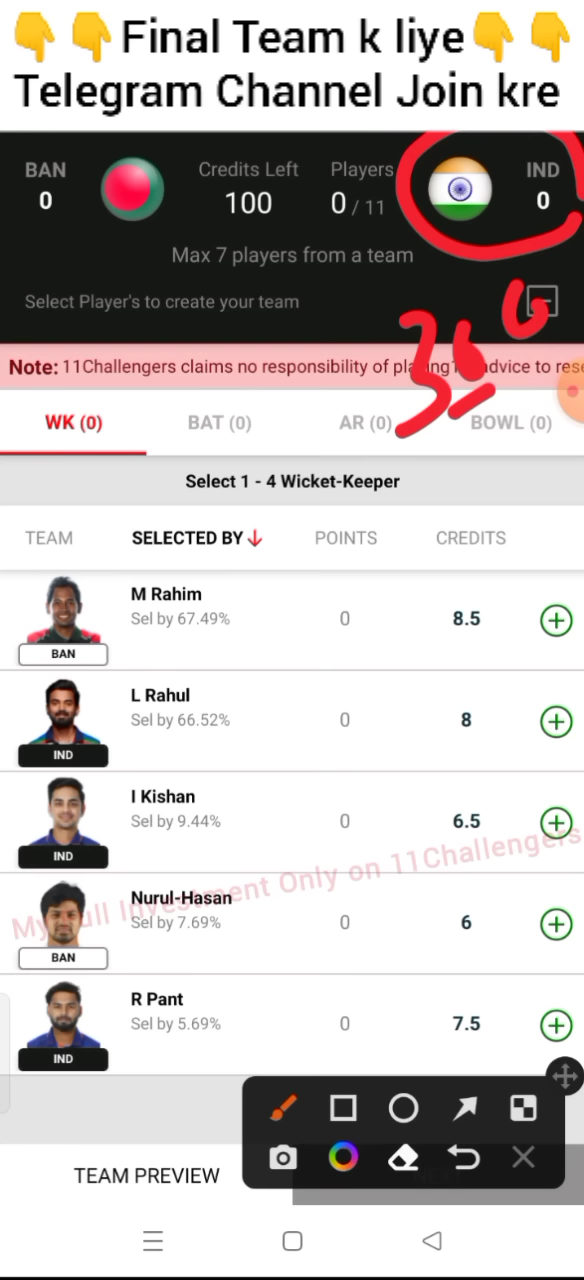 👇👇Final Team k liye👇👇
Telegram Channel Join kre
BAN 0 Credits Left 100 Players 0 / 11 IND 0
Max 7 players from a team
Select Player's to create your team
Note: 11Challengers claims no responsibility of advice to
WK (0) BAT (0) AR (0) BOWL (0)
Select 1 - 4 Wicket-Keeper
TEAM SELECTED BY↓ POINTS CREDITS
M Rahim
Sel by 67.49% 0 8.5
BAN
L Rahul
Sel by 66.52% 0 8
IND
I Kishan
Sel by 9.44% 0 6.5
IND
My Full Investment Only on 11Challengers
Nurul-Hasan
Sel by 7.69% 0 6
BAN
R Pant
Sel by 5.69% 0 7.5
IND
TEAM PREVIEW